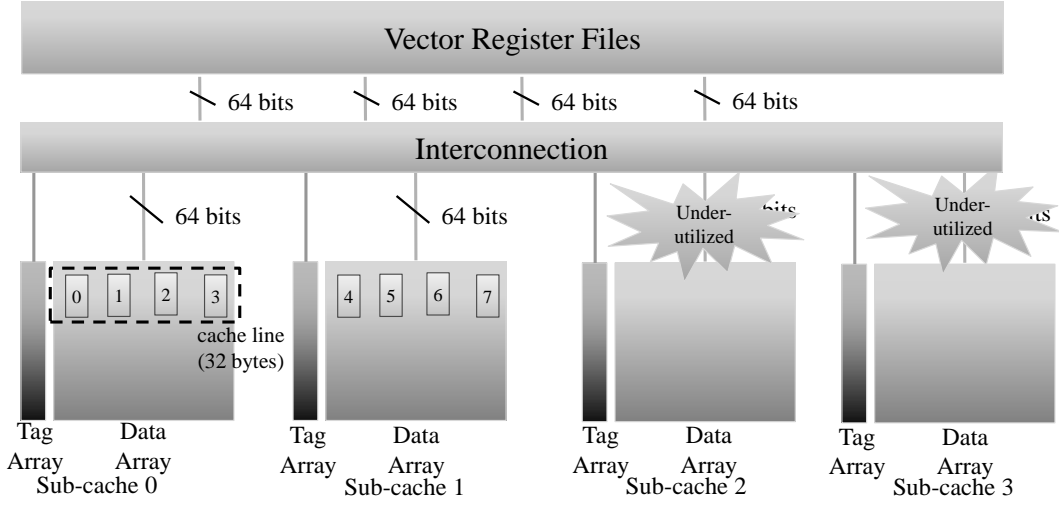 Vector Register Files
64 bits 64 bits 64 bits 64 bits
Interconnection
64 bits 64 bits
Under-
utilized
bits
Under-
utilized
0 1 2 3
4 5 6 7
cache line
(32 bytes)
Tag
Array
Data
Array
Sub-cache 0
Tag
Array
Data
Array
Sub-cache 1
Tag
Array
Data
Array
Sub-cache 2
Tag
Array
Data
Array
Sub-cache 3